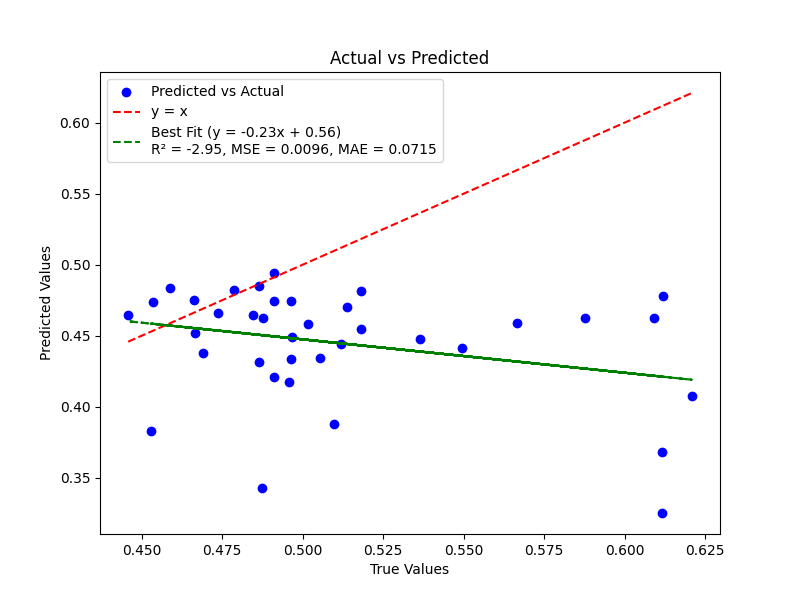 Actual vs Predicted
Predicted vs Actual
y = x
Best Fit (y = -0.23x + 0.56)
R² = -2.95, MSE = 0.0096, MAE = 0.0715
0.60
0.55
0.50
0.45
0.40
0.35
Predicted Values
0.450 0.475 0.500 0.525 0.550 0.575 0.600 0.625
True Values